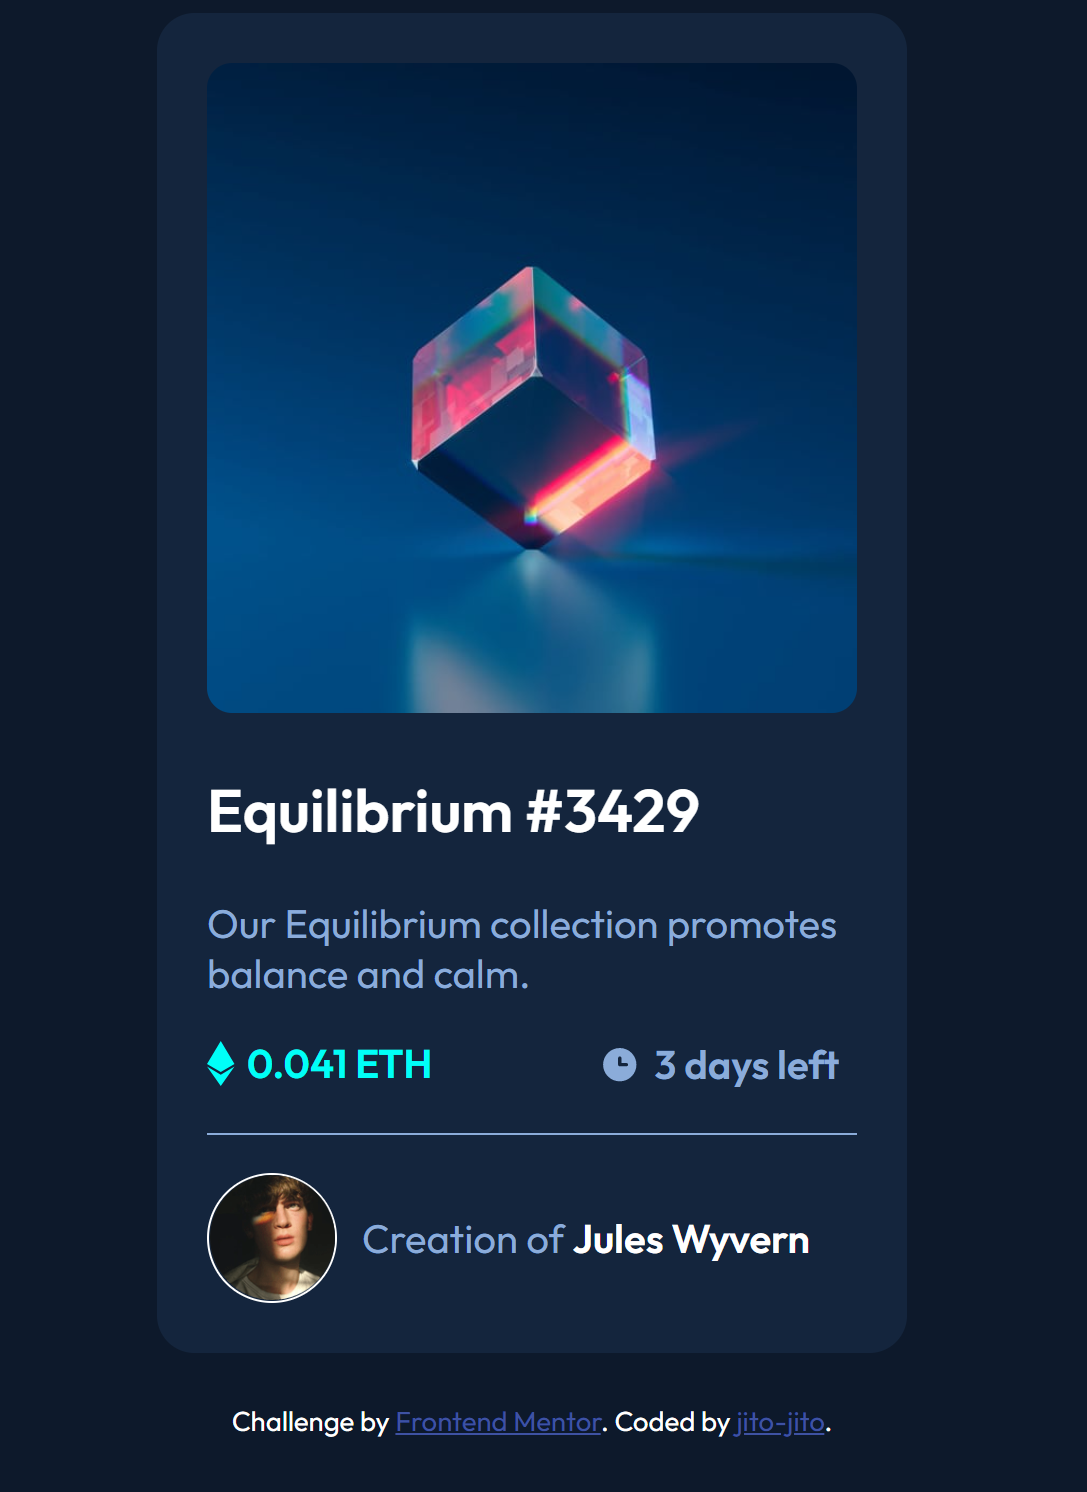 Equilibrium #3429
Our Equilibrium collection promotes
balance and calm.
0.041 ETH
3 days left
Creation of Jules Wyvern
Challenge by Frontend Mentor. Coded by jito-jito.